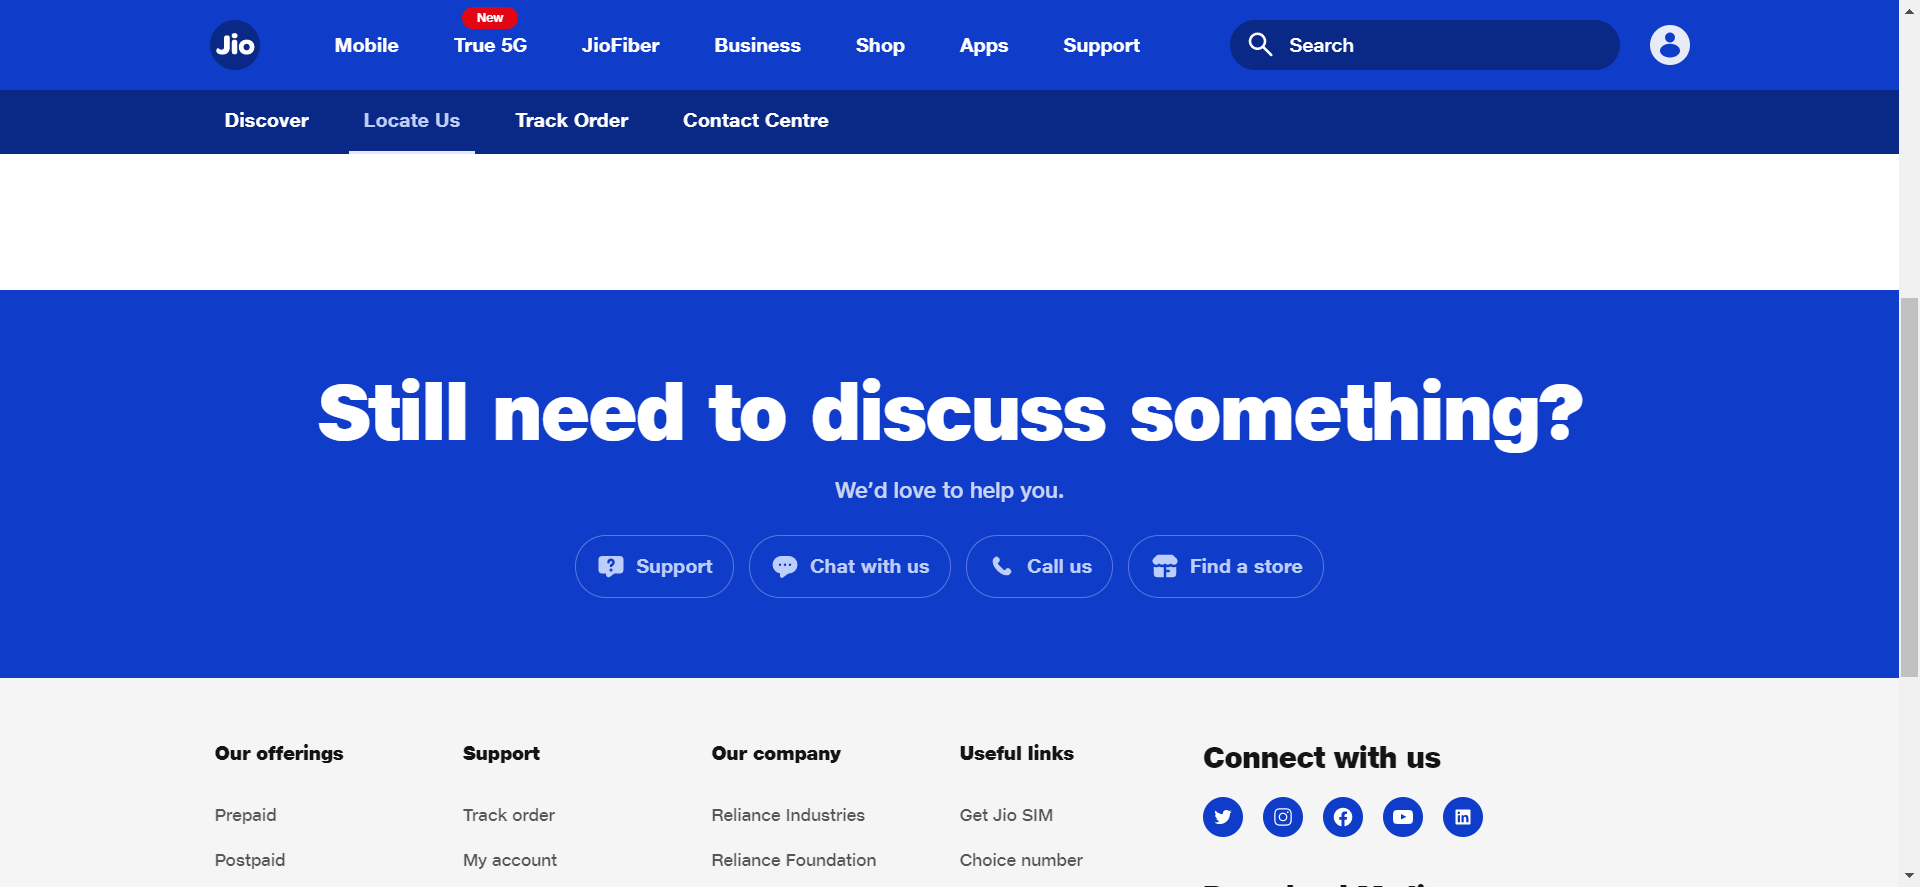 New
Jio Mobile True 5G JioFiber Business Shop Apps Support Search
Discover Locate Us Track Order Contact Centre
Still need to discuss something?
We’d love to help you.
Support Chat with us Call us Find a store
Our offerings Support Our company Useful links Connect with us
Prepaid Track order Reliance Industries Get Jio SIM
Postpaid My account Reliance Foundation Choice number